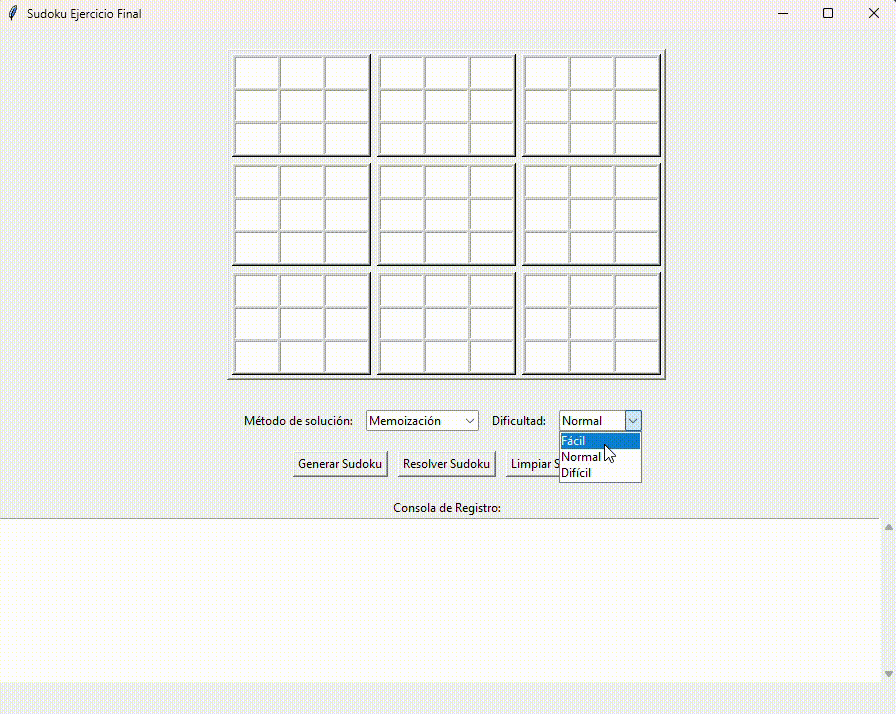 Sudoku Ejercicio Final
Método de solución: Memoización Dificultad: Normal
Fácil
Normal
Difícil
Generar Sudoku Resolver Sudoku Limpiar S
Consola de Registro: